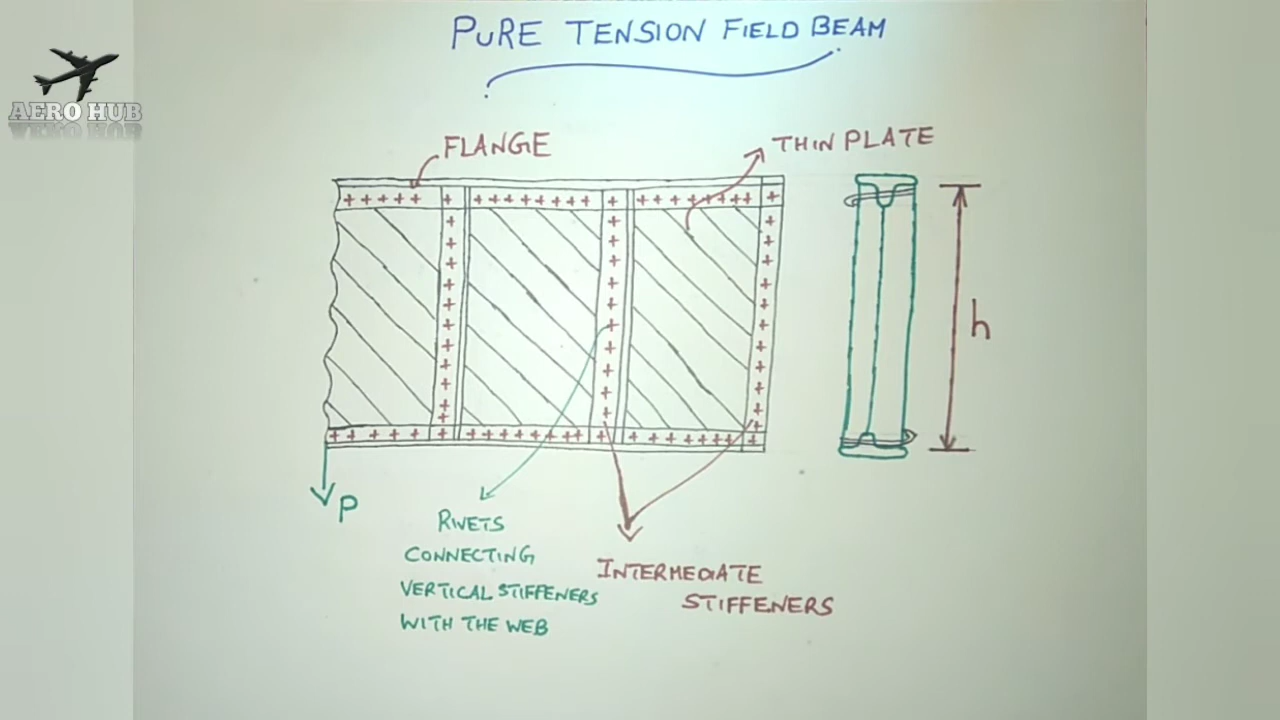 PURE TENSION FIELD BEAM
AERO HUB
FLANGE
THIN PLATE
h
P
RIVETS
CONNECTING
VERTICAL STIFFENERS
WITH THE WEB
INTERMEDIATE
STIFFENERS